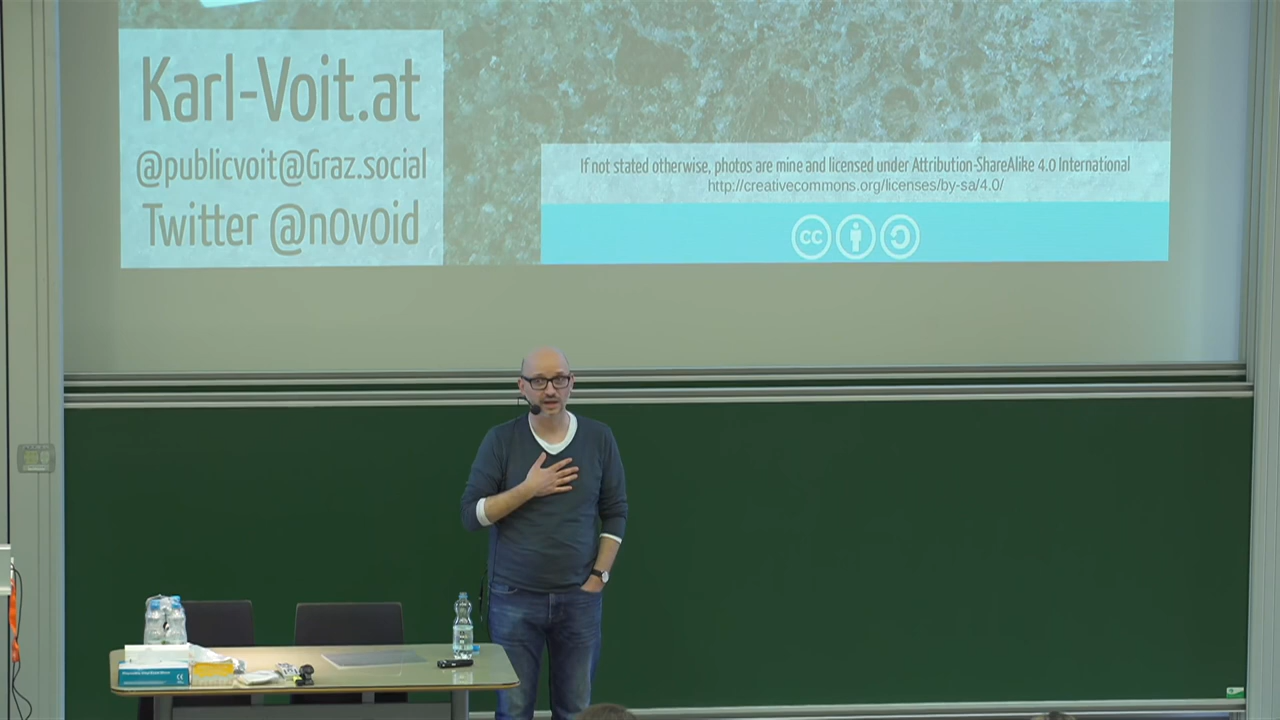 Karl-Voit.at
@publicvoit@Graz.social
Twitter @n0v0id
If not stated otherwise, photos are mine and licensed under Attribution-ShareAlike 4.0 International
http://creativecommons.org/licenses/by-sa/4.0/
cc